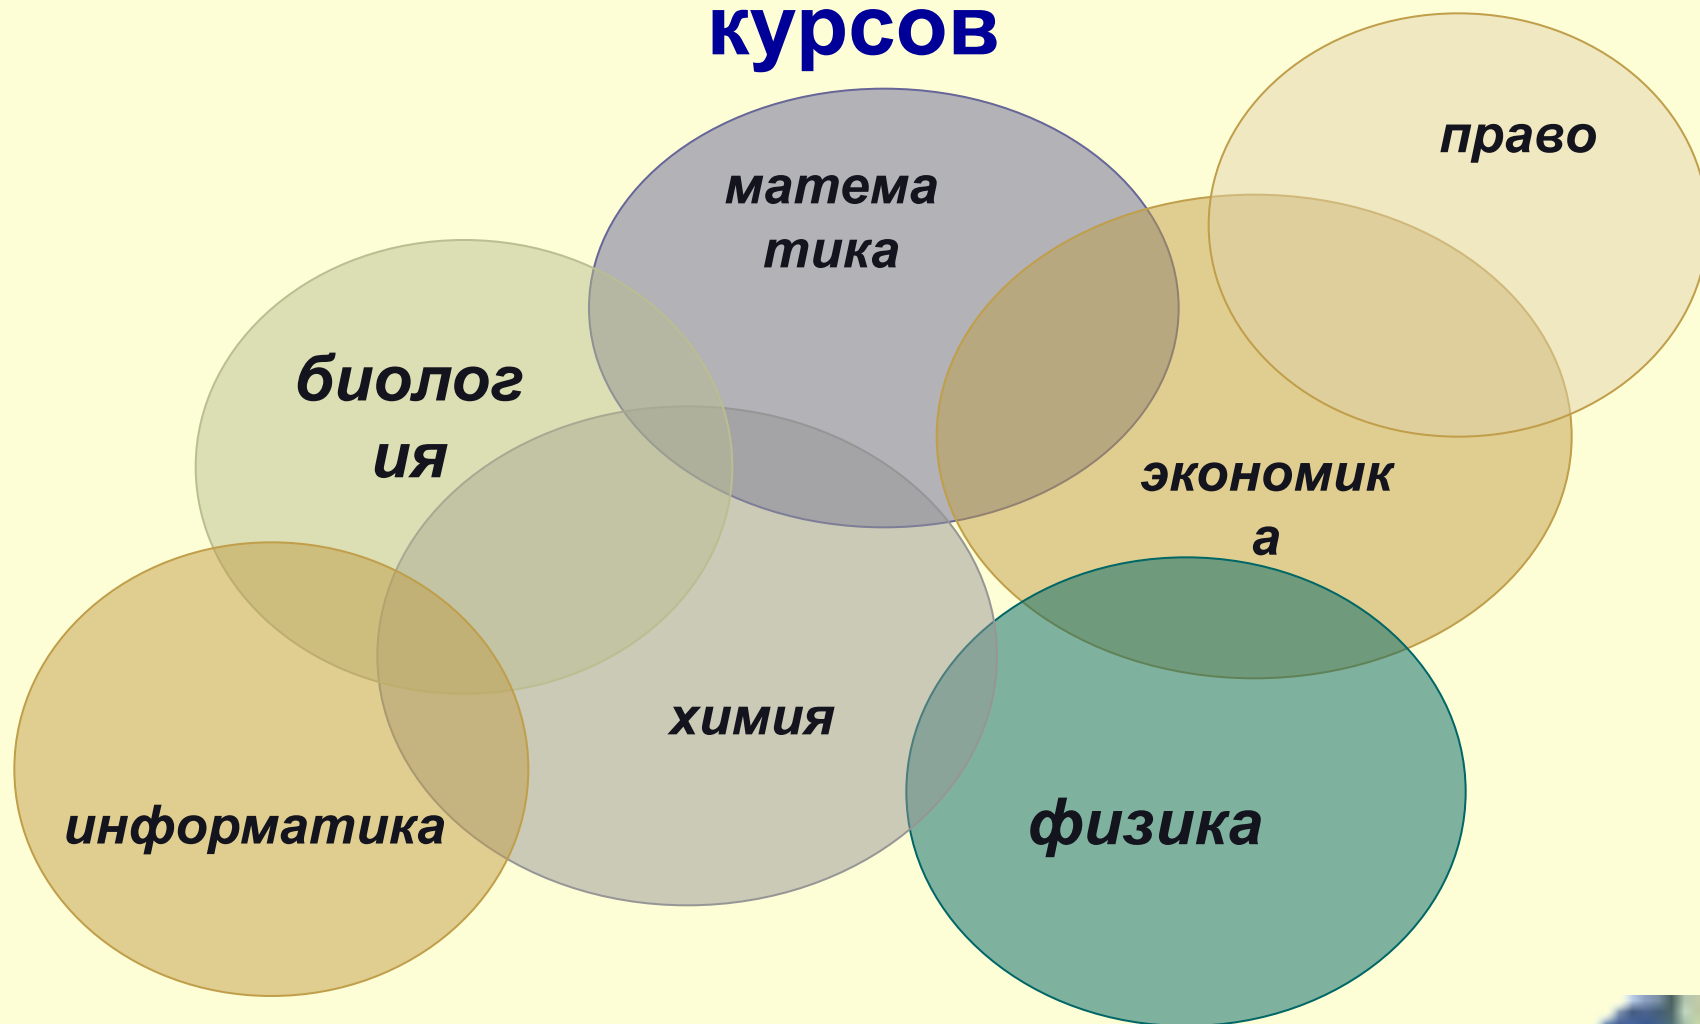 курсов
право
матема
тика
биолог
ия
экономик
а
химия
информатика
физика